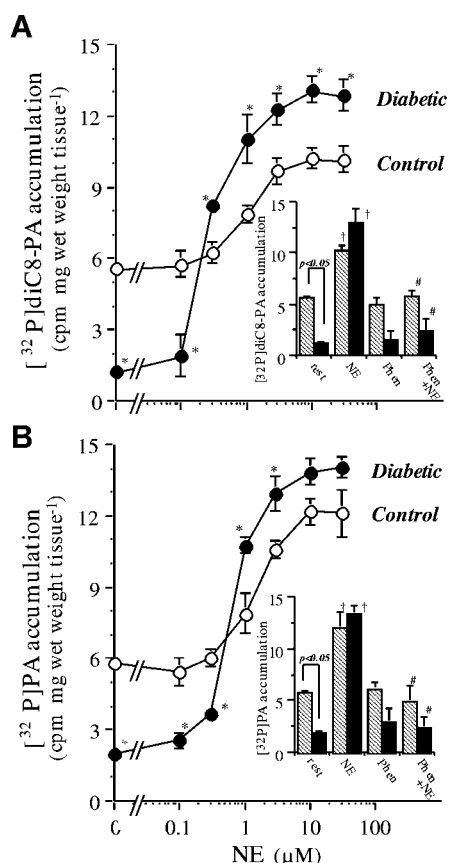 A
[32P]diC8-PA accumulation
(cpm mg wet weight tissue-1)
15
12
9
6
3
0
*
*
*
*
*
*
*
Diabetic
Control
[32P]diC8-PA accumulation
15
10
5
0
p<0.05
†
†
#
#
rest
NE
Phen
Phen
+NE
B
[32P]PA accumulation
(cpm mg wet weight tissue-1)
15
12
9
6
3
0
*
*
*
*
*
Diabetic
Control
[32P]PA accumulation
15
10
5
0
p<0.05
†
†
#
#
rest
NE
Phen
Phen
+NE
0.1
1
10
100
NE (µM)